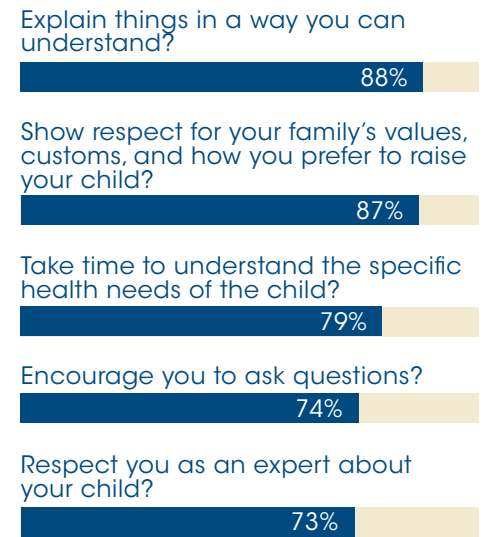 Explain things in a way you can
understand?
88%
Show respect for your family’s values,
customs, and how you prefer to raise
your child?
87%
Take time to understand the specific
health needs of the child?
79%
Encourage you to ask questions?
74%
Respect you as an expert about
your child?
73%